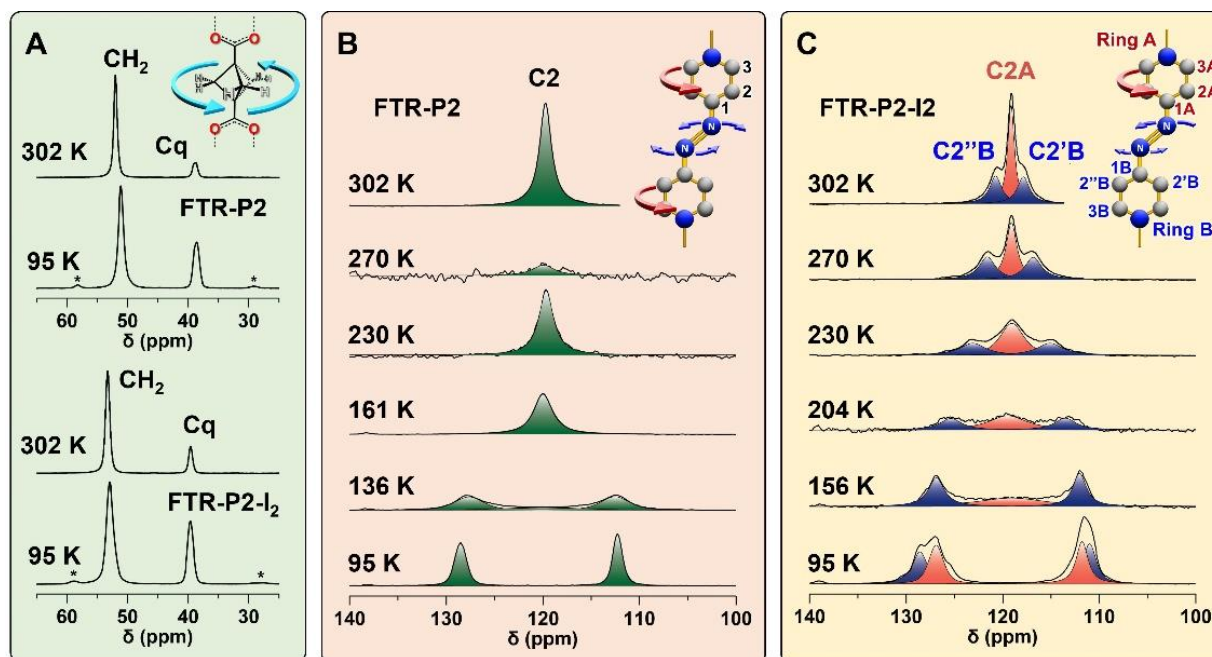 A
CH₂
O O
H H H H
O O
302 K
Cq
FTR-P2
95 K
* *
60 50 40 30
δ (ppm)
CH₂
302 K
Cq
FTR-P2-I₂
95 K
* *
60 50 40 30
δ (ppm)
B
C2
FTR-P2
3
2
1
N
N
302 K
270 K
230 K
161 K
136 K
95 K
140 130 120 110 100
δ (ppm)
C
Ring A
C2A
3A
2A
1A
FTR-P2-I2
N
N
C2’’B C2’B
1B
2’’B 2’B
3B
Ring B
302 K
270 K
230 K
204 K
156 K
95 K
140 130 120 110 100
δ (ppm)